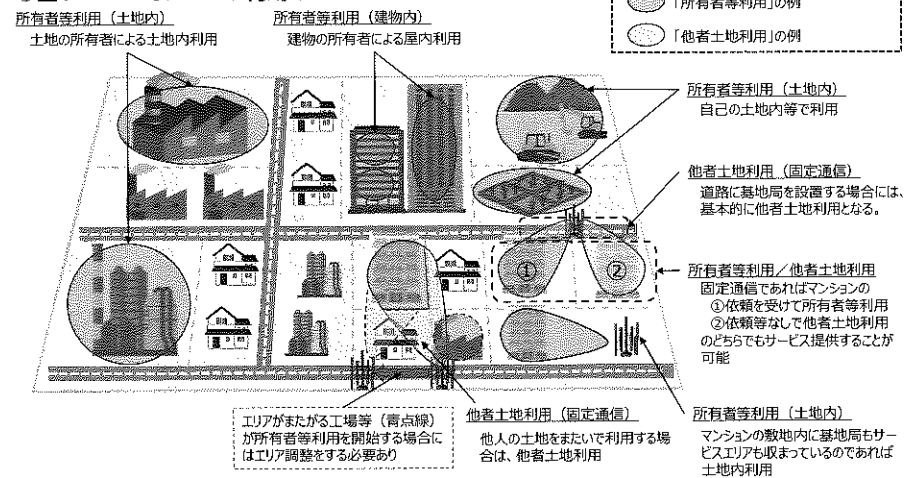 「所有者等利用」の例
「他者土地利用」の例
所有者等利用（土地内）
土地の所有者による土地内利用
所有者等利用（建物内）
建物の所有者による屋内利用
所有者等利用（土地内）
自己の土地内等で利用
他者土地利用（固定通信）
道路に基地局を設置する場合には、
基本的に他者土地利用となる。
①
②
所有者等利用／他者土地利用
固定通信であればマンションの
①依頼を受けて所有者等利用
②依頼等なしで他者土地利用
のどちらでもサービス提供することが
可能
エリアがまたがる工場等（青点線）
が所有者等利用を開始する場合に
はエリア調整をする必要あり
他者土地利用（固定通信）
他人の土地をまたいで利用する場
合は、他者土地利用
所有者等利用（土地内）
マンションの敷地内に基地局もサー
ビスエリアも収まっているのであれば
土地内利用